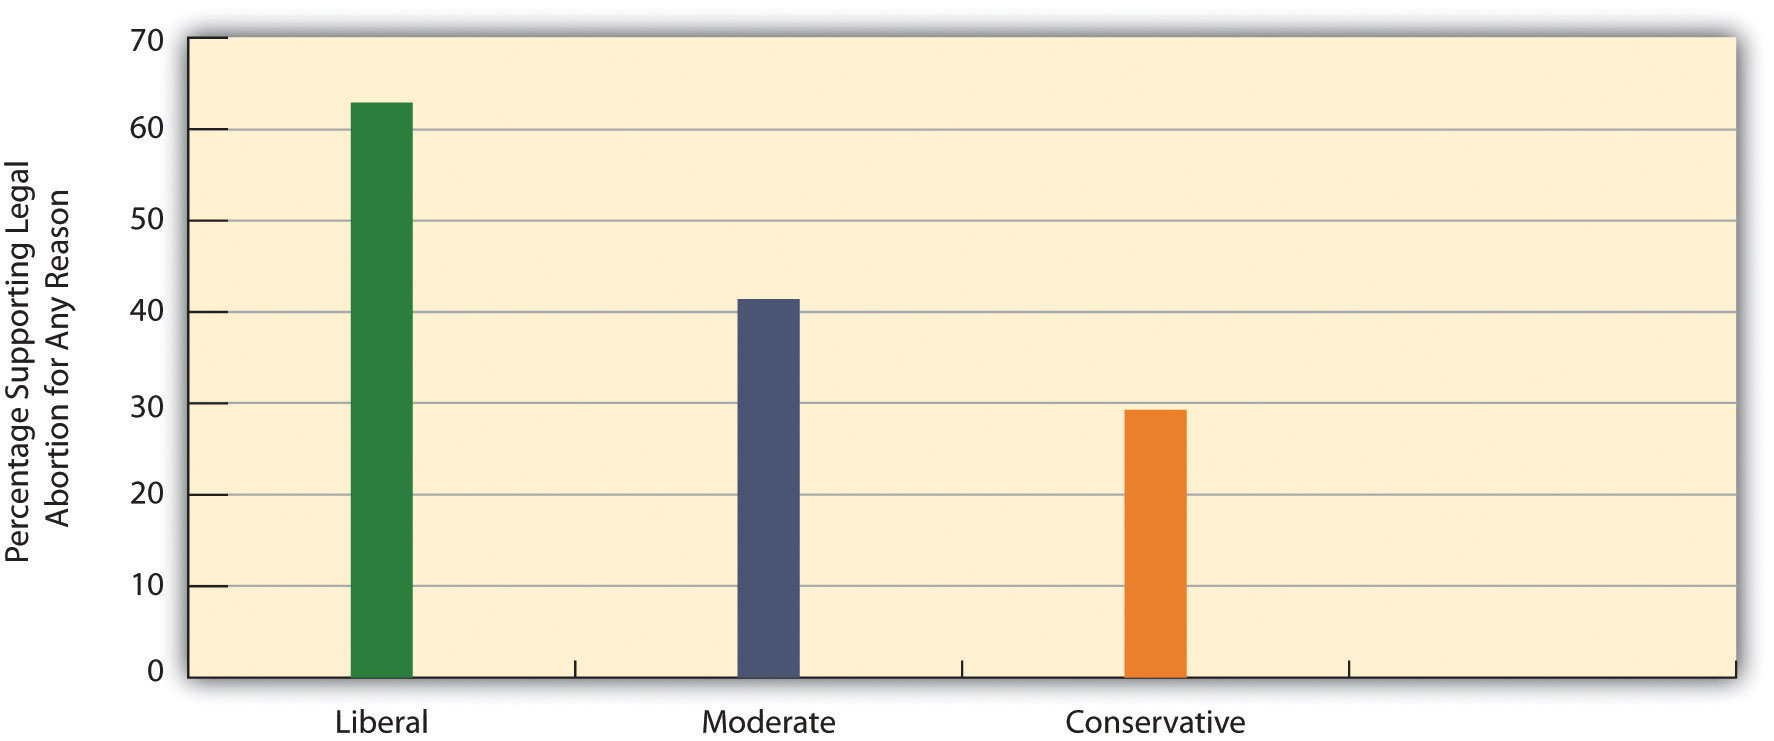 Percentage Supporting Legal
Abortion for Any Reason
70
60
50
40
30
20
10
0
Liberal
Moderate
Conservative